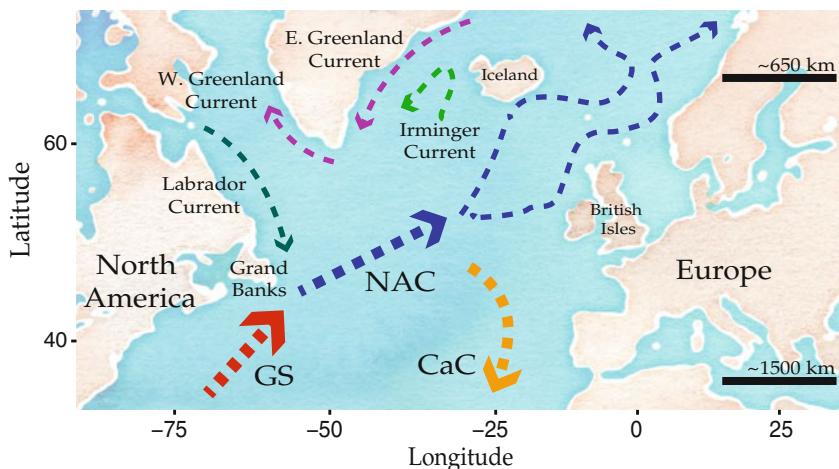 E. Greenland
Current
~650 km
W. Greenland
Current
Iceland
60
Irminger
Current
Labrador
Current
British
Isles
Latitude
North
America
Grand
Banks
NAC
Europe
40
GS
CaC
~1500 km
−75
−50
−25
0
25
Longitude